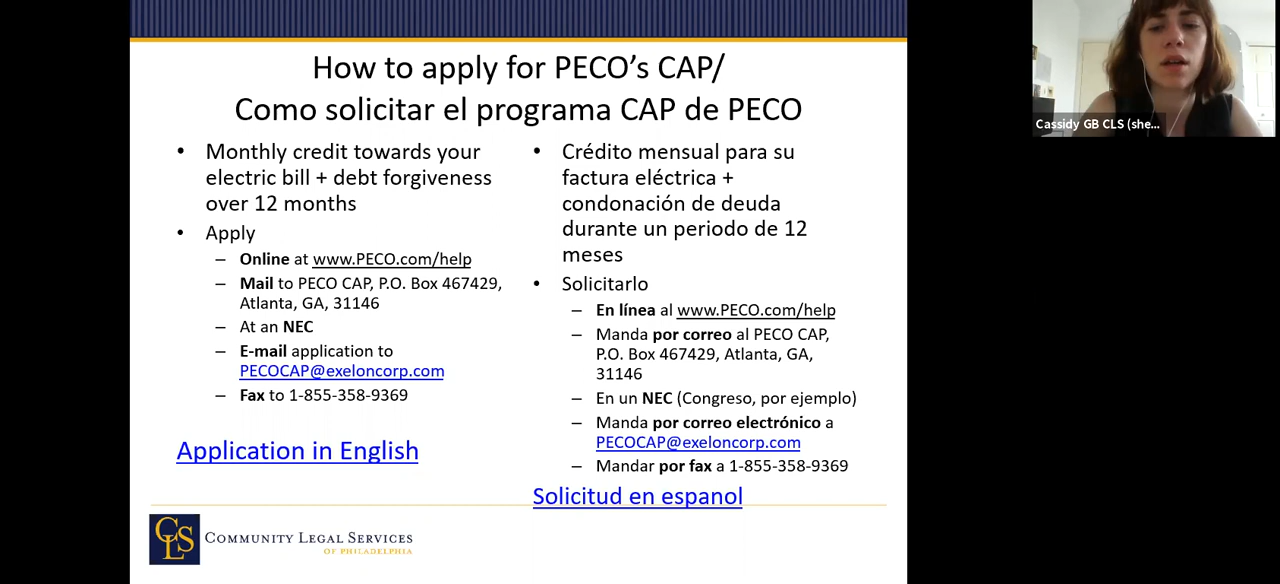 How to apply for PECO's CAP/
Como solicitar el programa CAP de PECO
• Monthly credit towards your
electric bill + debt forgiveness
over 12 months
• Apply
– Online at www.PECO.com/help
– Mail to PECO CAP, P.O. Box 467429,
Atlanta, GA, 31146
– At an NEC
– E-mail application to
PECOCAP@exeloncorp.com
– Fax to 1-855-358-9369
Application in English
• Crédito mensual para su
factura eléctrica +
condonación de deuda
durante un periodo de 12
meses
• Solicitarlo
– En línea al www.PECO.com/help
– Manda por correo al PECO CAP,
P.O. Box 467429, Atlanta, GA,
31146
– En un NEC (Congreso, por ejemplo)
– Manda por correo electrónico a
PECOCAP@exeloncorp.com
– Mandar por fax a 1-855-358-9369
Solicitud en espanol
CLS
COMMUNITY LEGAL SERVICES
OF PHILADELPHIA
Cassidy GB CLS (she...